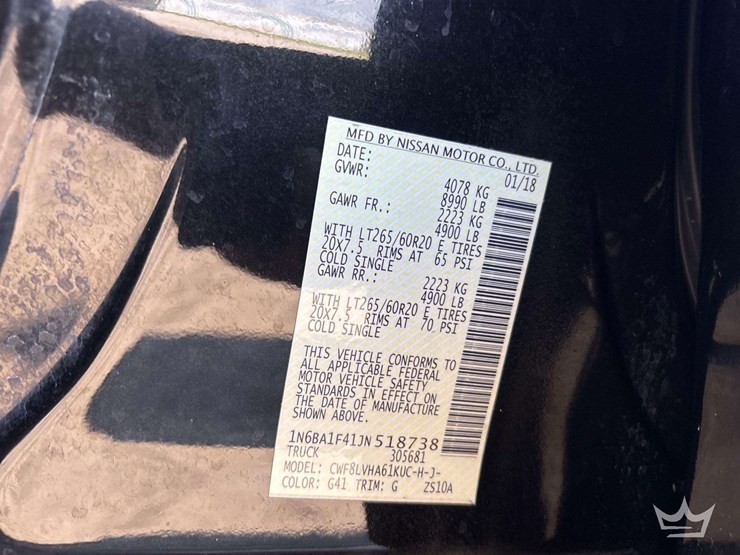 MFD BY NISSAN MOTOR CO., LTD.
DATE: 01/18
GVWR: 4078 KG
8990 LB
GAWR FR.: 2223 KG
4900 LB
WITH LT265/60R20 E TIRES
20X7.5 RIMS AT 65 PSI
COLD SINGLE
GAWR RR.: 2223 KG
4900 LB
WITH LT265/60R20 E TIRES
20X7.5 RIMS AT 70 PSI
COLD SINGLE
THIS VEHICLE CONFORMS TO
ALL APPLICABLE FEDERAL
MOTOR VEHICLE SAFETY
STANDARDS IN EFFECT ON
THE DATE OF MANUFACTURE
SHOWN ABOVE.
1N6BA1F41JN518738
TRUCK 305681
MODEL: CWF8LVHA61KUC-H-J-
COLOR: G41 TRIM: G ZS10A